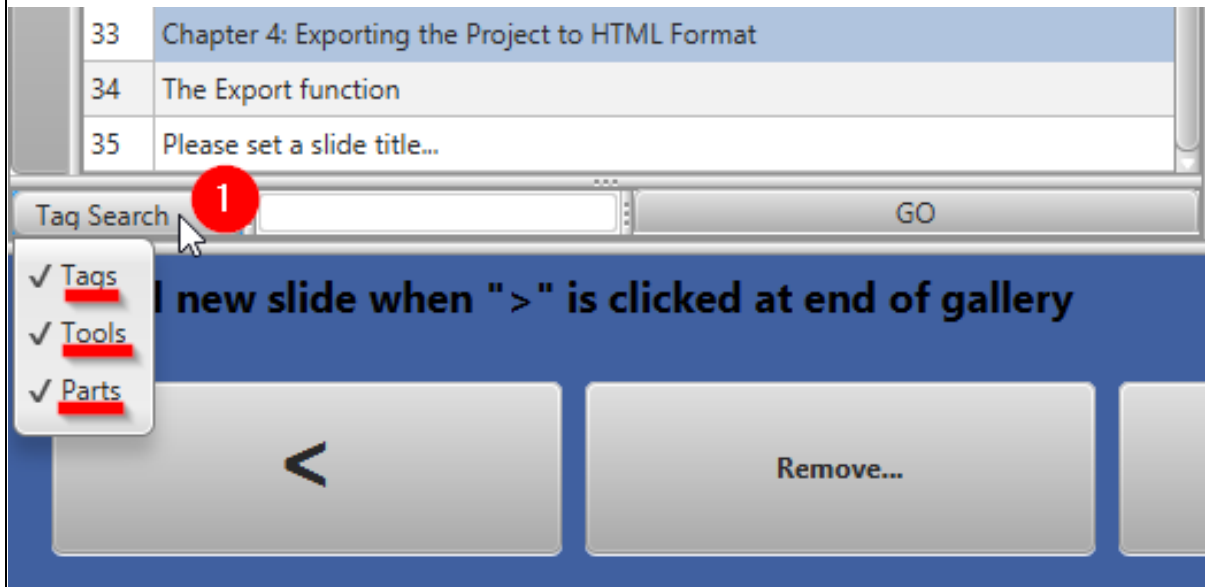 33 Chapter 4: Exporting the Project to HTML Format
34 The Export function
35 Please set a slide title...
Tag Search 1 GO
✓ Tags
new slide when ">" is clicked at end of gallery
✓ Tools
✓ Parts
< Remove...